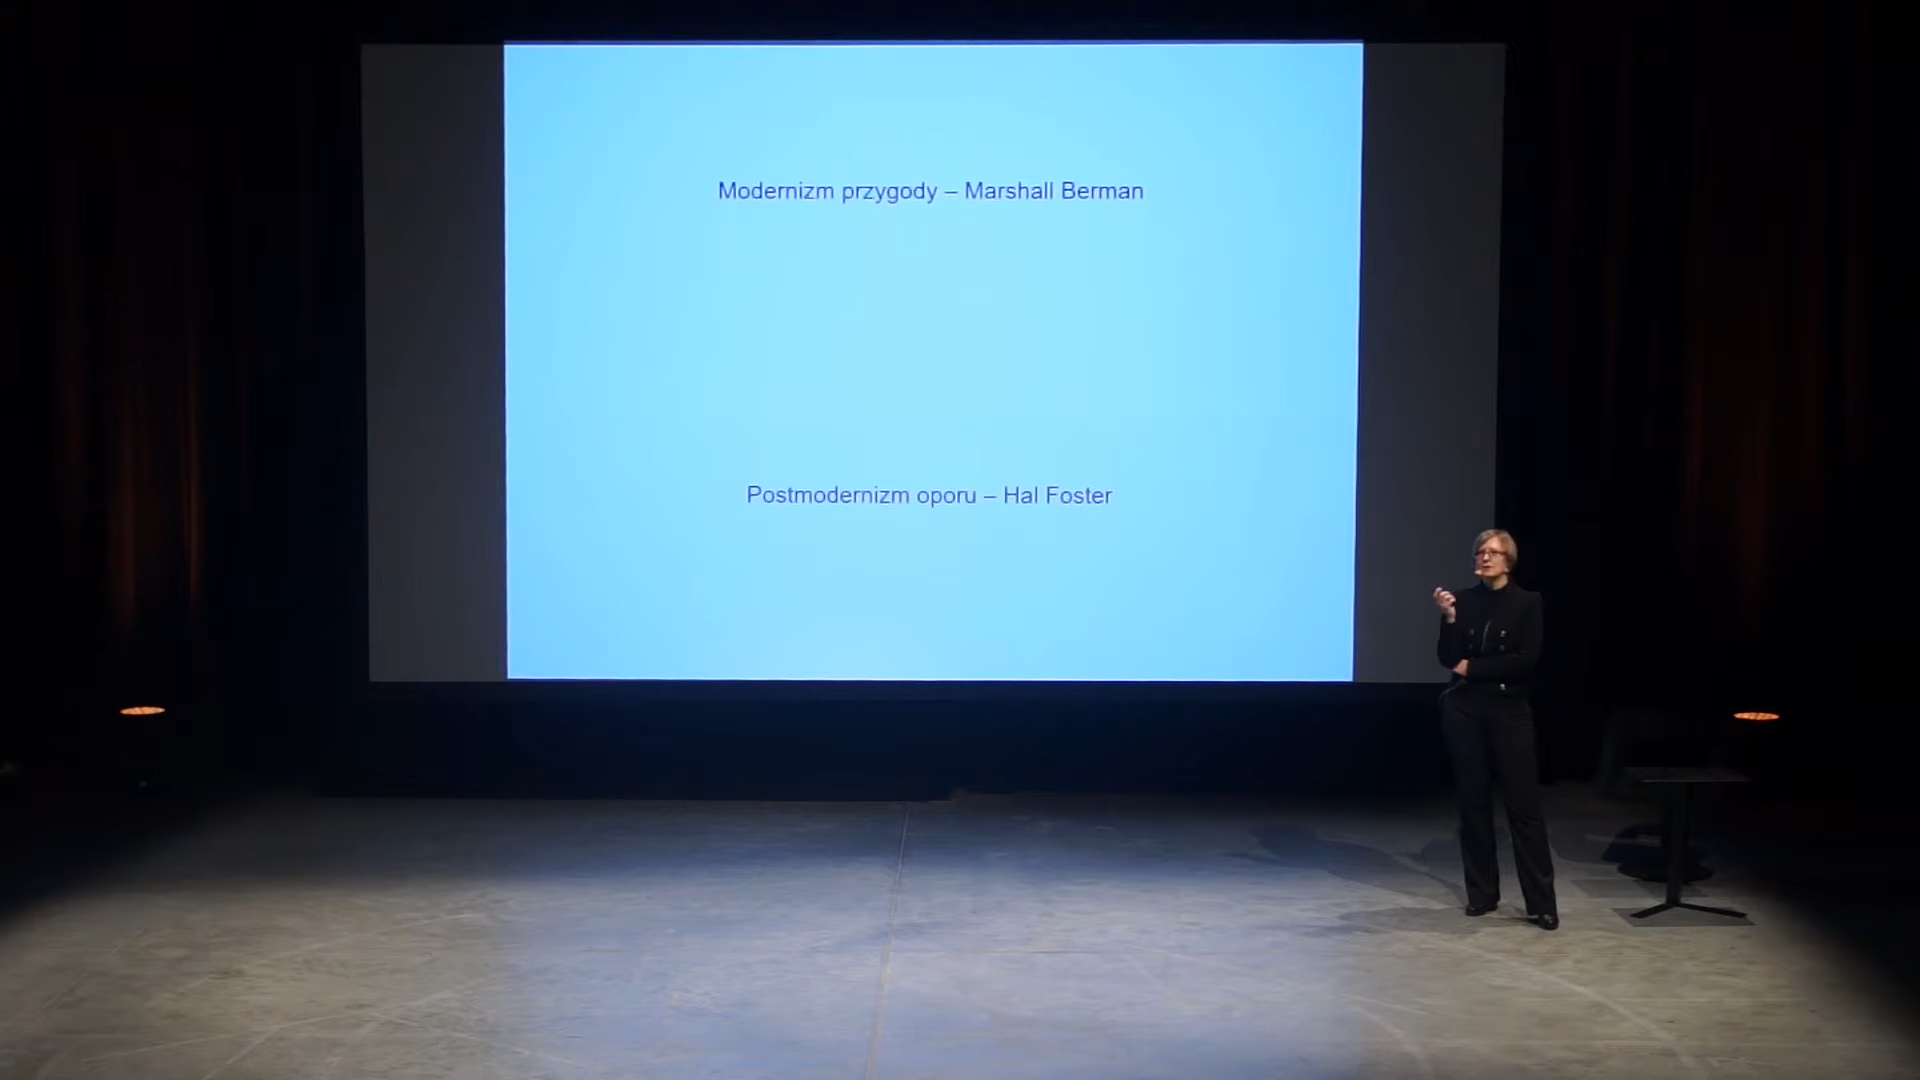 Modernizm przygody – Marshall Berman
Postmodernizm oporu – Hal Foster